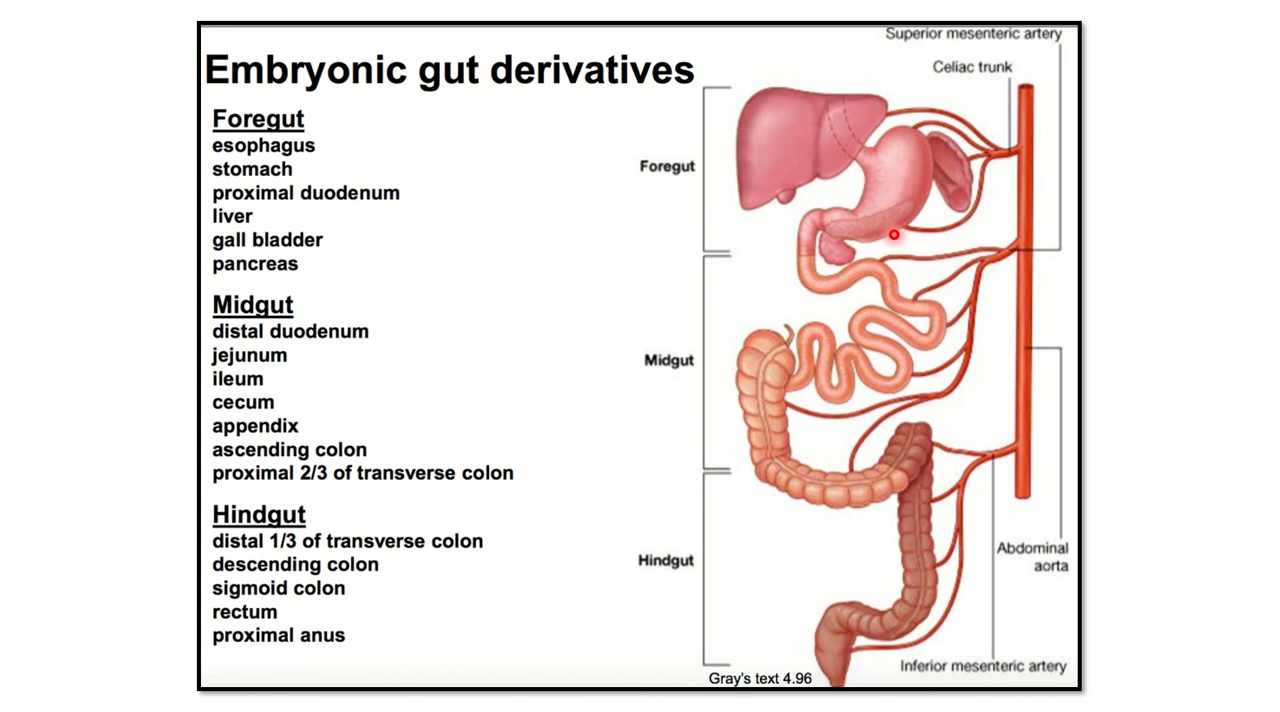 Embryonic gut derivatives
Foregut
esophagus
stomach
proximal duodenum
liver
gall bladder
pancreas
Midgut
distal duodenum
jejunum
ileum
cecum
appendix
ascending colon
proximal 2/3 of transverse colon
Hindgut
distal 1/3 of transverse colon
descending colon
sigmoid colon
rectum
proximal anus
Superior mesenteric artery
Celiac trunk
Foregut
Midgut
Hindgut
Abdominal
aorta
Inferior mesenteric artery
Gray's text 4.96